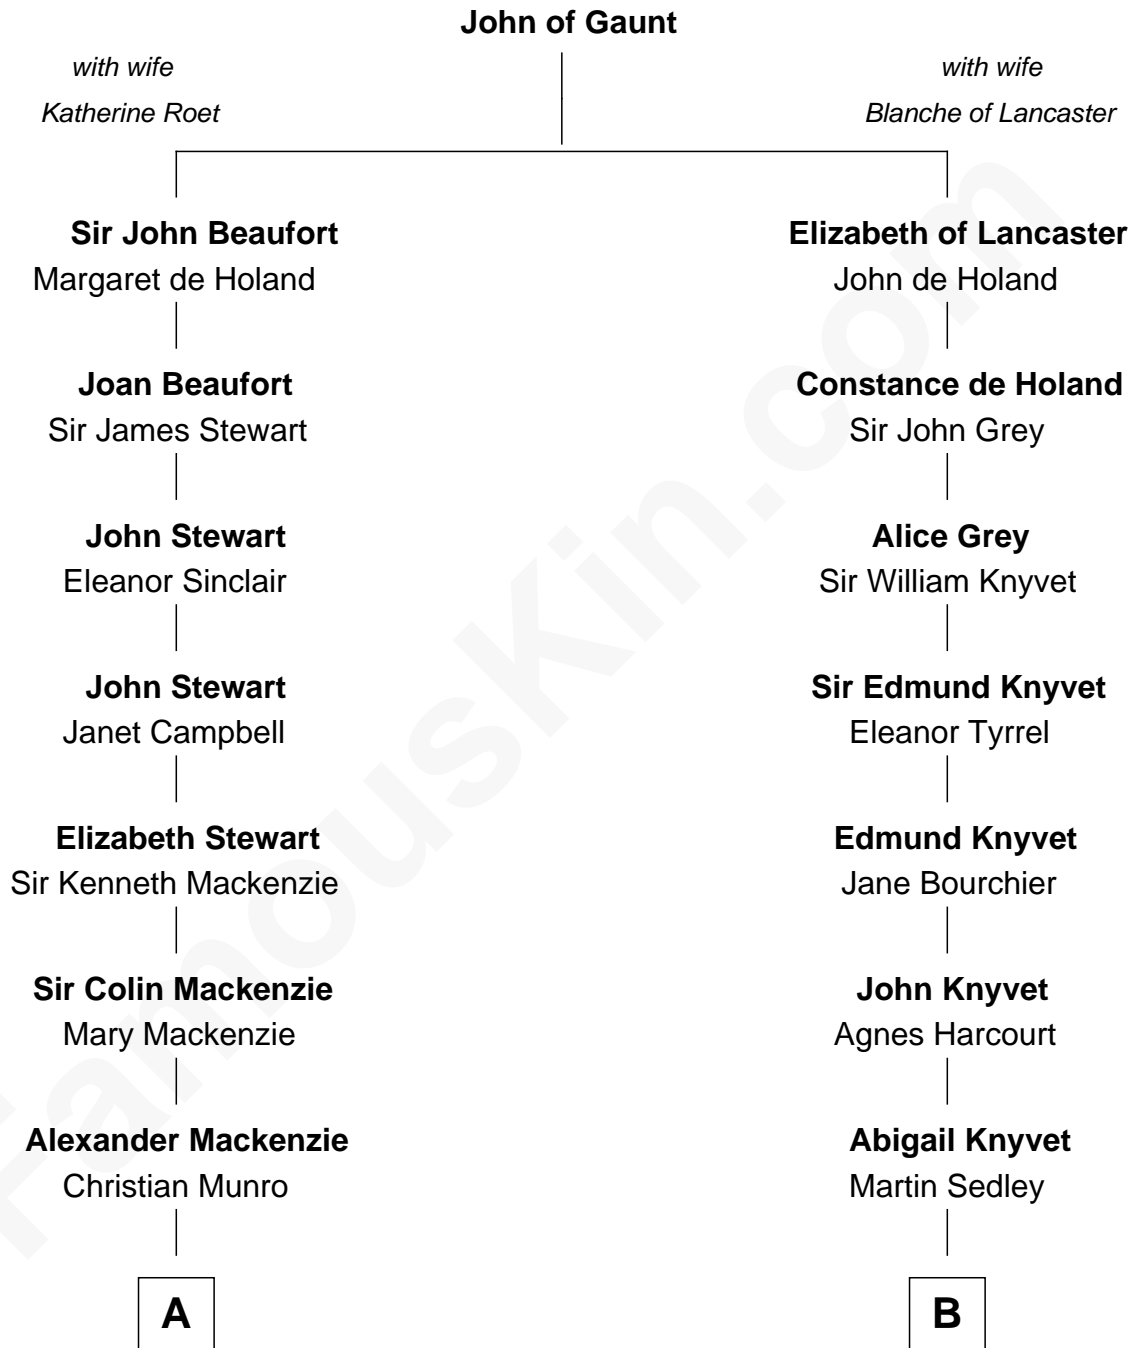 John of Gaunt
with wife
Katherine Roet
with wife
Blanche of Lancaster
Sir John Beaufort
Margaret de Holand
Elizabeth of Lancaster
John de Holand
Joan Beaufort
Sir James Stewart
Constance de Holand
Sir John Grey
John Stewart
Eleanor Sinclair
Alice Grey
Sir William Knyvet
John Stewart
Janet Campbell
Sir Edmund Knyvet
Eleanor Tyrrel
Elizabeth Stewart
Sir Kenneth Mackenzie
Edmund Knyvet
Jane Bourchier
Sir Colin Mackenzie
Mary Mackenzie
John Knyvet
Agnes Harcourt
Alexander Mackenzie
Christian Munro
Abigail Knyvet
Martin Sedley
A
B
FamousKin.com